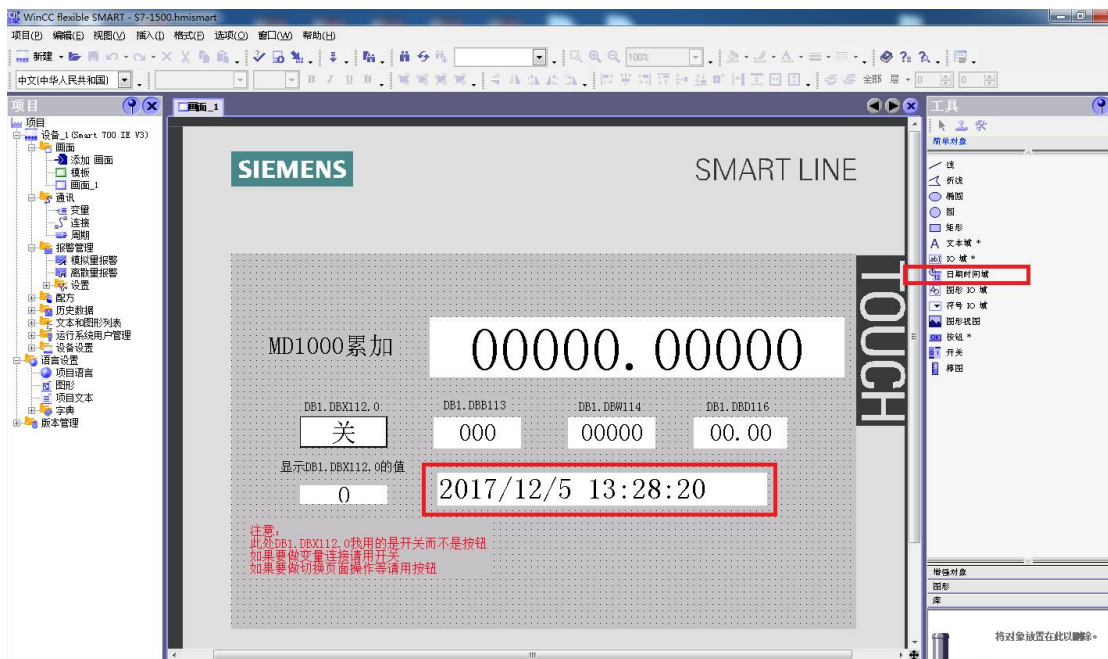 WinCC flexible SMART - S7-1500.hmismart
项目(P) 编辑(E) 视图(V) 插入(I) 格式(F) 选项(O) 窗口(W) 帮助(H)
新建
100%
中文(中华人民共和国)
B I U
全部 层 0 0
项目
画面_1
工具
项目
设备_1(Smart 700 IE V3)
画面
添加 画面
模板
画面_1
通讯
变量
连接
周期
报警管理
模拟量报警
离散量报警
设置
配方
历史数据
文本和图形列表
运行系统用户管理
设备设置
语言设置
项目语言
图形
项目文本
字典
版本管理
SIEMENS
SMART LINE
TOUCH
MD1000累加
00000.00000
DB1.DBX112.0
DB1.DBB113
DB1.DBW114
DB1.DBD116
关
000
00000
00.00
显示DB1.DBX112.0的值
0
2017/12/5 13:28:20
注意:
此处DB1.DBX112.0我用的是开关而不是按钮
如果要做变量连接请用开关
如果要做切换页面操作等请用按钮
简单对象
线
折线
椭圆
圆
矩形
A 文本域 *
IO 域 *
日期时间域
图形 IO 域
符号 IO 域
图形视图
OK 按钮 *
开关
棒图
增强对象
图形
库
将对象放置在此以删除。